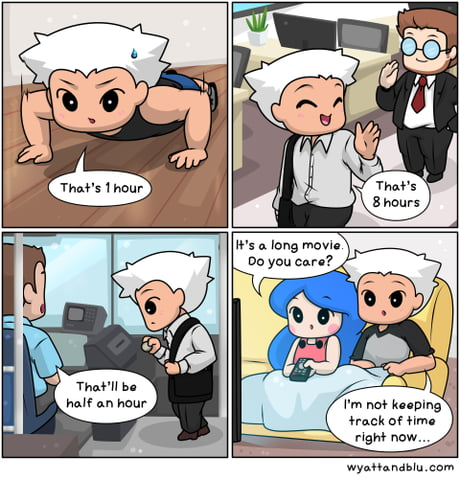 That's 1 hour
That's
8 hours
That'll be
half an hour
It's a long movie.
Do you care?
I'm not keeping
track of time
right now...
wyattandblu.com